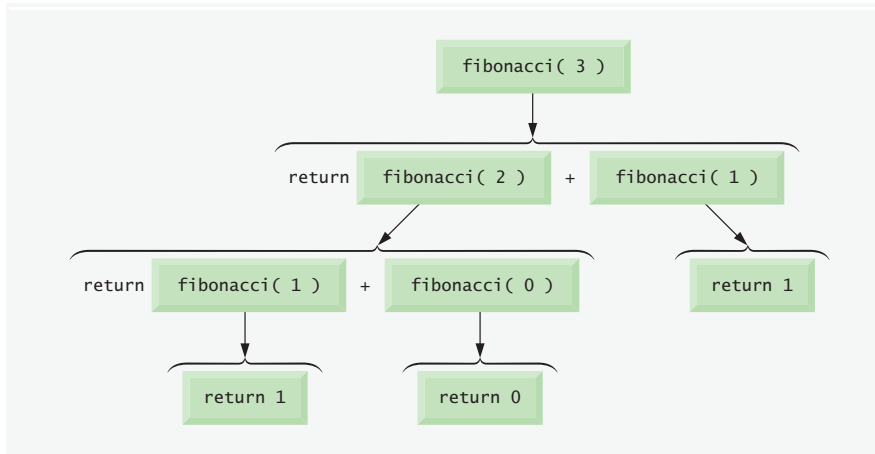 fibonacci( 3 )
return fibonacci( 2 ) + fibonacci( 1 )
return fibonacci( 1 ) + fibonacci( 0 )
return 1
return 1
return 0